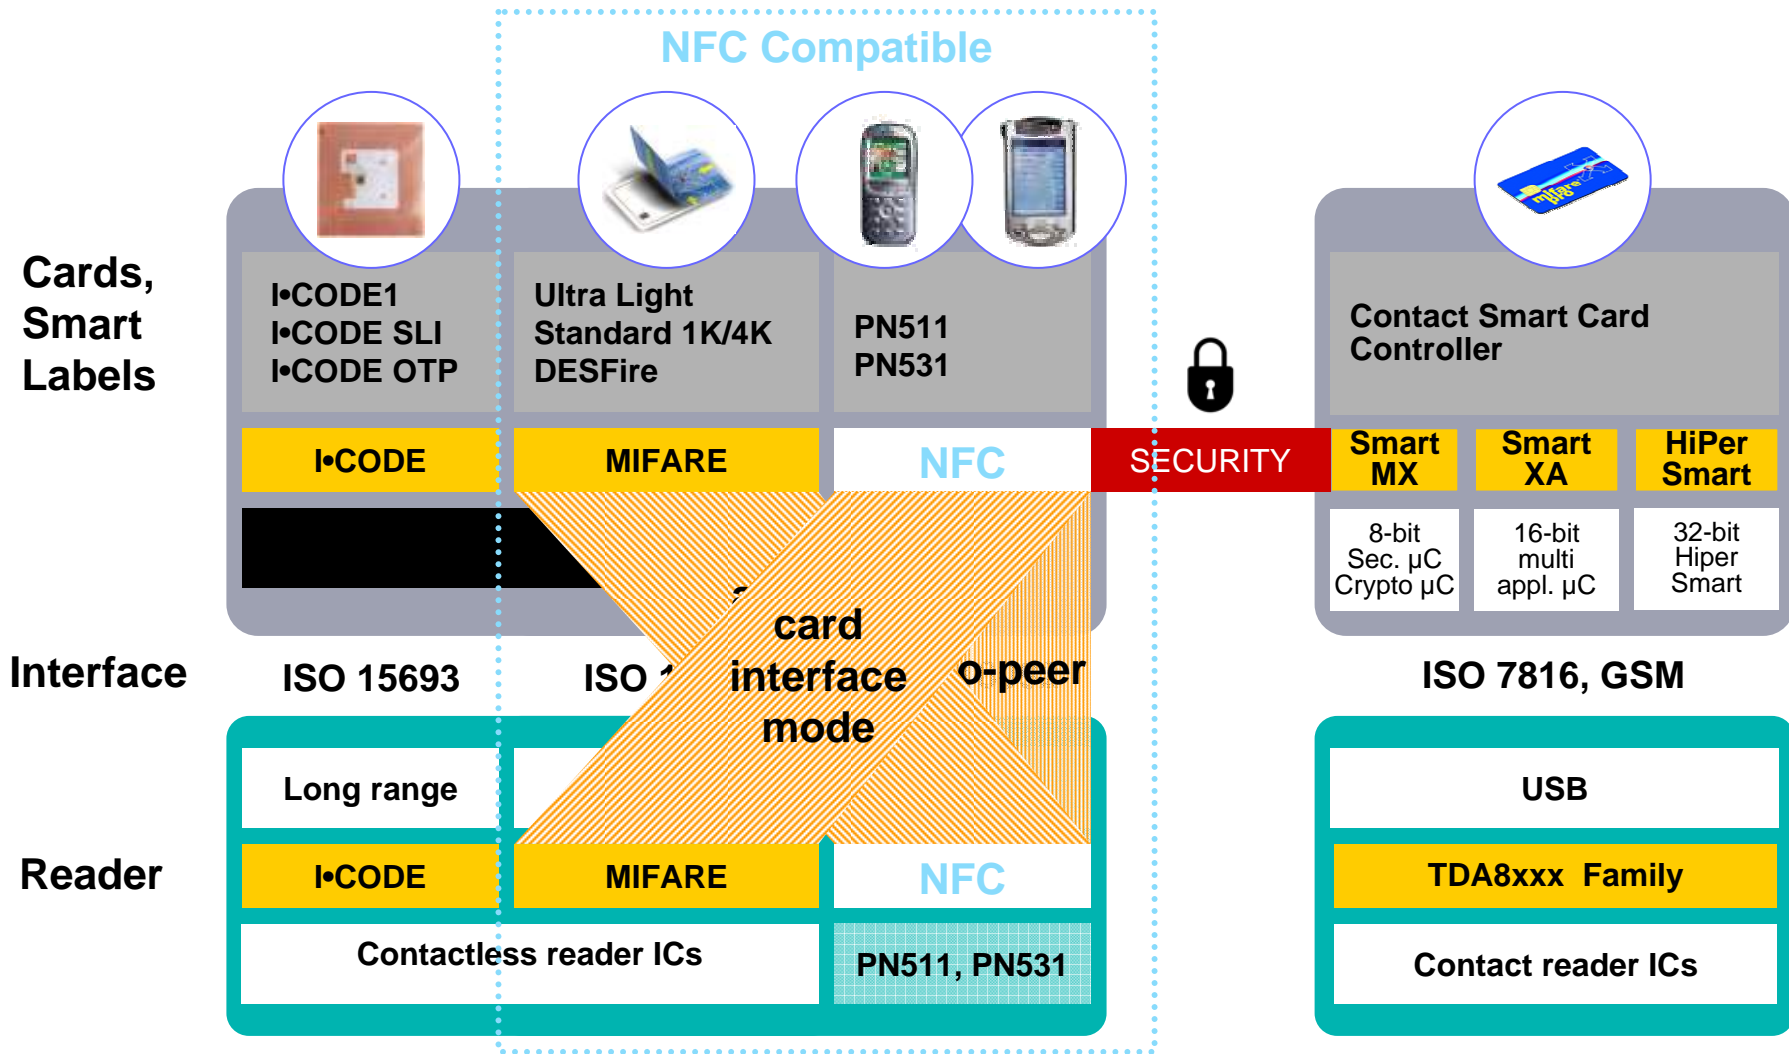 NFC Compatible
Cards,
Smart
Labels
I•CODE1
I•CODE SLI
I•CODE OTP
Ultra Light
Standard 1K/4K
DESFire
PN511
PN531
mifare
pro
Contact Smart Card
Controller
I•CODE
MIFARE
NFC
SECURITY
Smart
MX
Smart
XA
HiPer
Smart
8-bit
Sec. µC
Crypto µC
16-bit
multi
appl. µC
32-bit
Hiper
Smart
card
interface
mode
Interface
ISO 15693
ISO 1
o-peer
ISO 7816, GSM
Long range
USB
Reader
I•CODE
MIFARE
NFC
TDA8xxx Family
Contactless reader ICs
PN511, PN531
Contact reader ICs